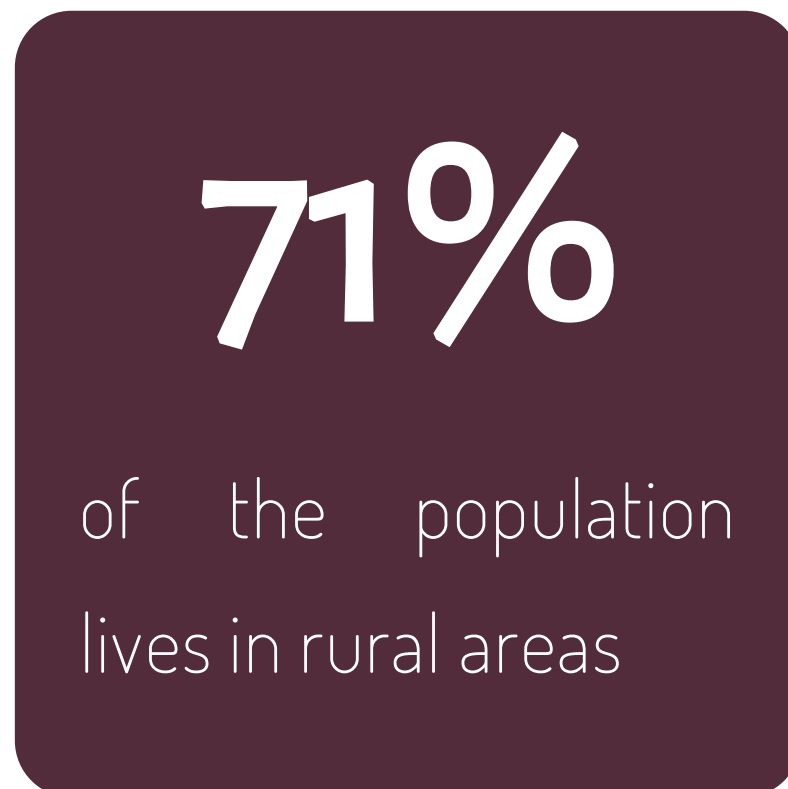 71%
of the population
lives in rural areas